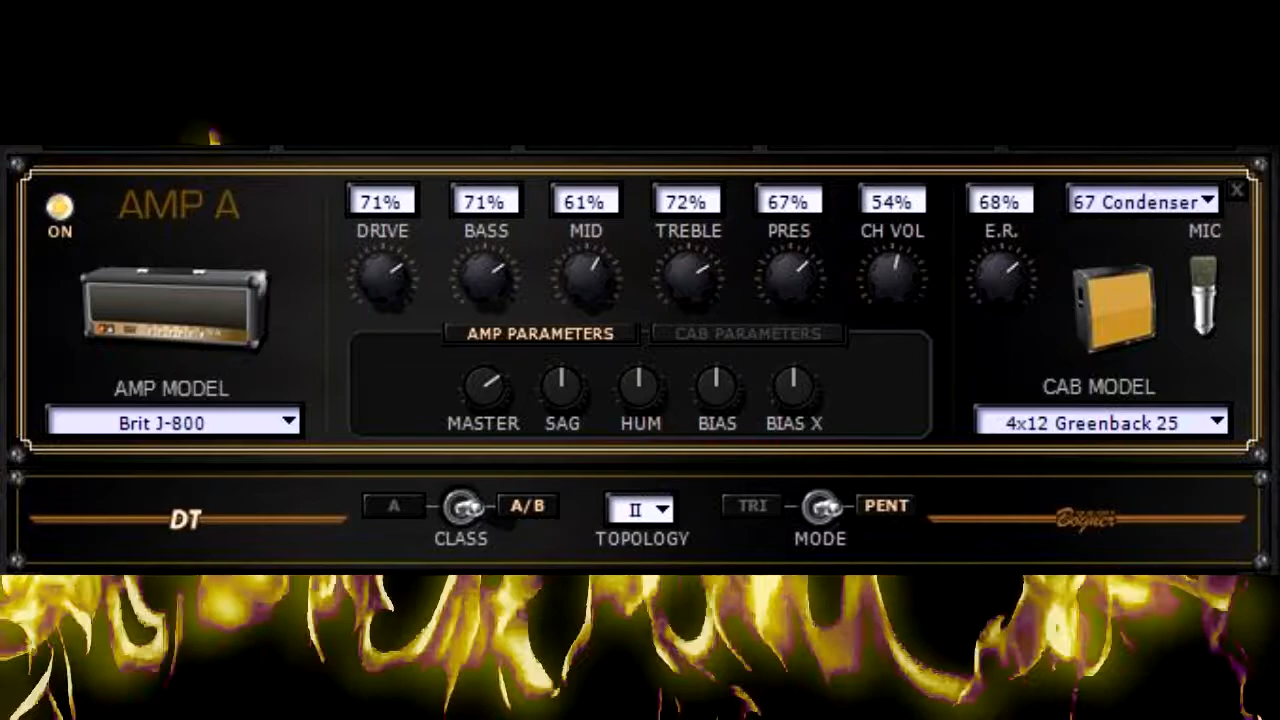 AMP A
ON
71% 71% 61% 72% 67% 54% 68% 67 Condenser X
DRIVE BASS MID TREBLE PRES CH VOL E.R. MIC
AMP PARAMETERS CAB PARAMETERS
AMP MODEL CAB MODEL
Brit J-800 MASTER SAG HUM BIAS BIAS X 4x12 Greenback 25
DT A A/B II TRI PENT Bogner
CLASS TOPOLOGY MODE